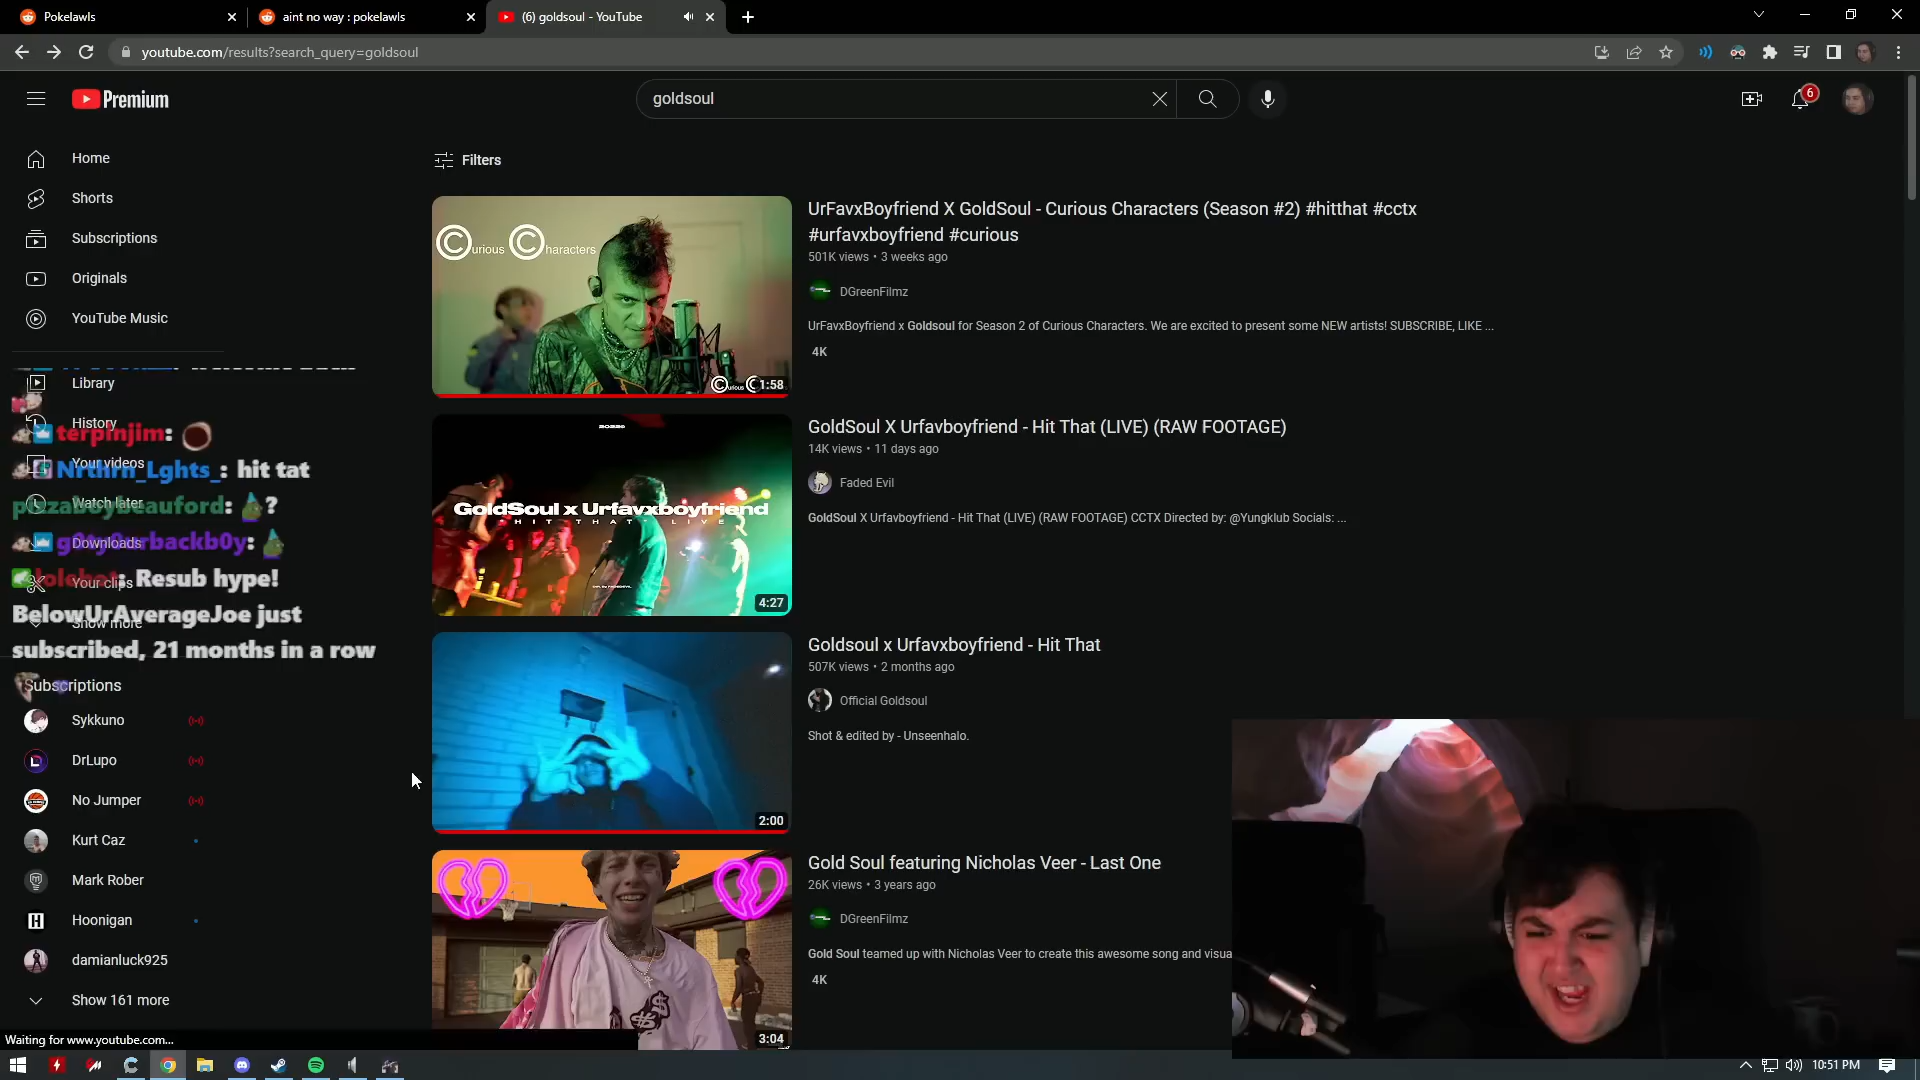 Pokelawls
aint no way : pokelawls
(6) goldsoul - YouTube
youtube.com/results?search_query=goldsoul
Premium
goldsoul
6
Home
Shorts
Subscriptions
Originals
YouTube Music
Library
History
Your videos
Watch later
Downloads
Your clips
Show more
terpinjim:
Nrthrn_Lghts_: hit tat
?
Resub hype!
BelowUrAverageJoe just
subscribed, 21 months in a row
Subscriptions
Sykkuno
DrLupo
No Jumper
Kurt Caz
Mark Rober
Hoonigan
damianluck925
Show 161 more
Filters
Curious Characters
1:58
UrFavxBoyfriend X GoldSoul - Curious Characters (Season #2) #hitthat #cctx
#urfavxboyfriend #curious
501K views • 3 weeks ago
DGreenFilmz
UrFavxBoyfriend x Goldsoul for Season 2 of Curious Characters. We are excited to present some NEW artists! SUBSCRIBE, LIKE ...
4K
GoldSoul x Urfavxboyfriend
"HIT THAT" LIVE
4:27
GoldSoul X Urfavboyfriend - Hit That (LIVE) (RAW FOOTAGE)
14K views • 11 days ago
Faded Evil
GoldSoul X Urfavboyfriend - Hit That (LIVE) (RAW FOOTAGE) CCTX Directed by: @Yungklub Socials: ...
2:00
Goldsoul x Urfavxboyfriend - Hit That
507K views • 2 months ago
Official Goldsoul
Shot & edited by - Unseenhalo.
3:04
Gold Soul featuring Nicholas Veer - Last One
26K views • 3 years ago
DGreenFilmz
Gold Soul teamed up with Nicholas Veer to create this awesome song and visua
4K
Waiting for www.youtube.com...
10:51 PM